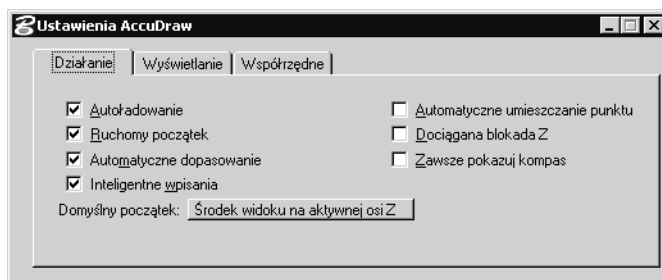 Ustawienia AccuDraw
Działanie Wyświetlanie Współrzędne
Autoładowanie Automatyczne umieszczanie punktu
Ruchomy początek Dociągana blokada Z
Automatyczne dopasowanie Zawsze pokazuj kompas
Inteligentne wpisania
Domyślny początek: Środek widoku na aktywnej osi Z